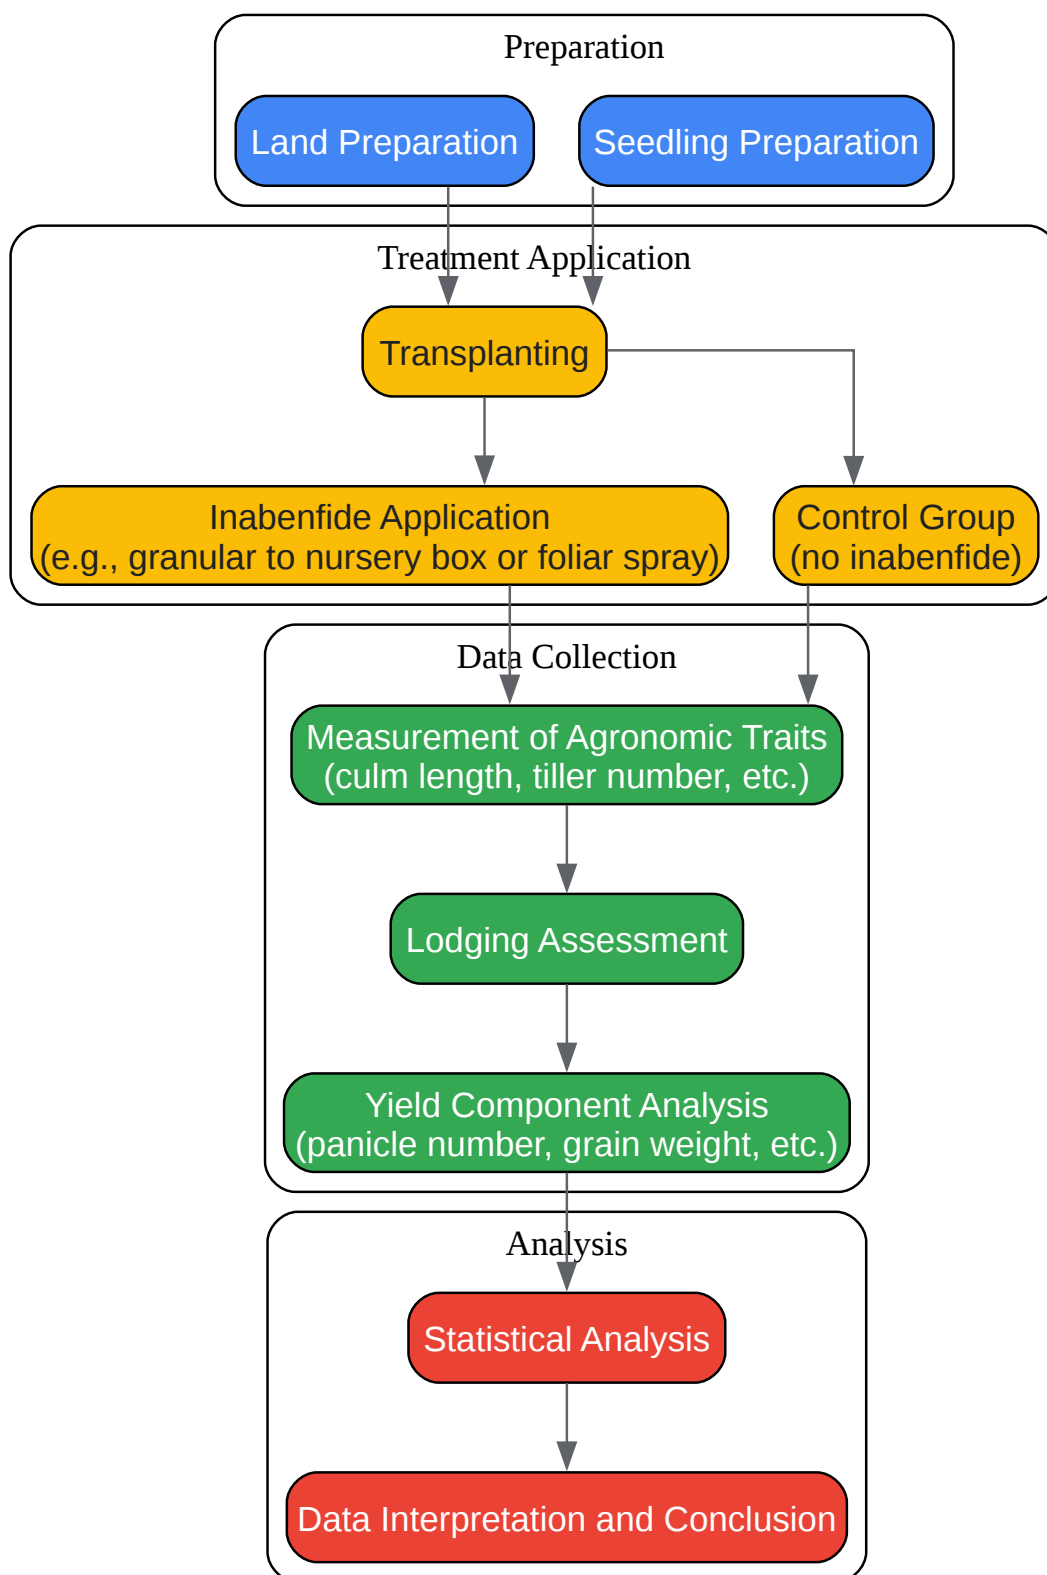 Preparation
Land Preparation
Seedling Preparation
Treatment Application
Transplanting
Inabenfide Application
(e.g., granular to nursery box or foliar spray)
Control Group
(no inabenfide)
Data Collection
Measurement of Agronomic Traits
(culm length, tiller number, etc.)
Lodging Assessment
Yield Component Analysis
(panicle number, grain weight, etc.)
Analysis
Statistical Analysis
Data Interpretation and Conclusion